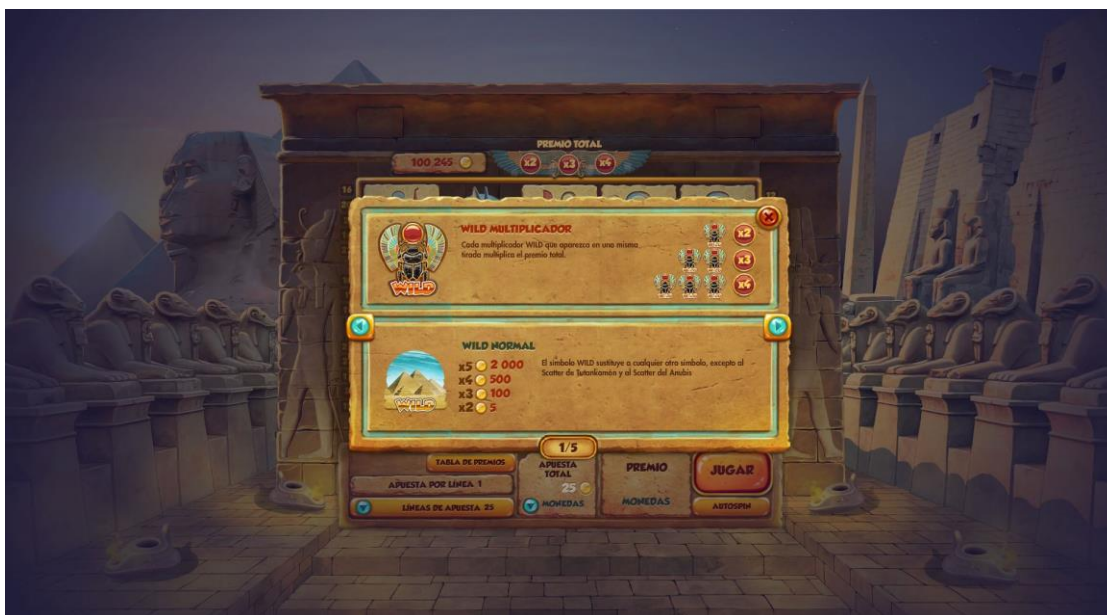 PREMIO TOTAL
100 245
x2 x3 x4
16
WILD MULTIPLICADOR
Cada multiplicador WILD que aparezca en una misma
tirada multiplica el premio total.
x2
x3
x4
WILD
WILD NORMAL
x5 2 000
x4 500
x3 100
x2 5
El símbolo WILD sustituye a cualquier otro símbolo, excepto al
Scatter de Tutankamón y al Scatter del Anubis
WILD
1/5
TABLA DE PREMIOS
APUESTA POR LÍNEA 1
LÍNEAS DE APUESTA 25
APUESTA
TOTAL
25
MONEDAS
PREMIO
MONEDAS
JUGAR
AUTOSPIN